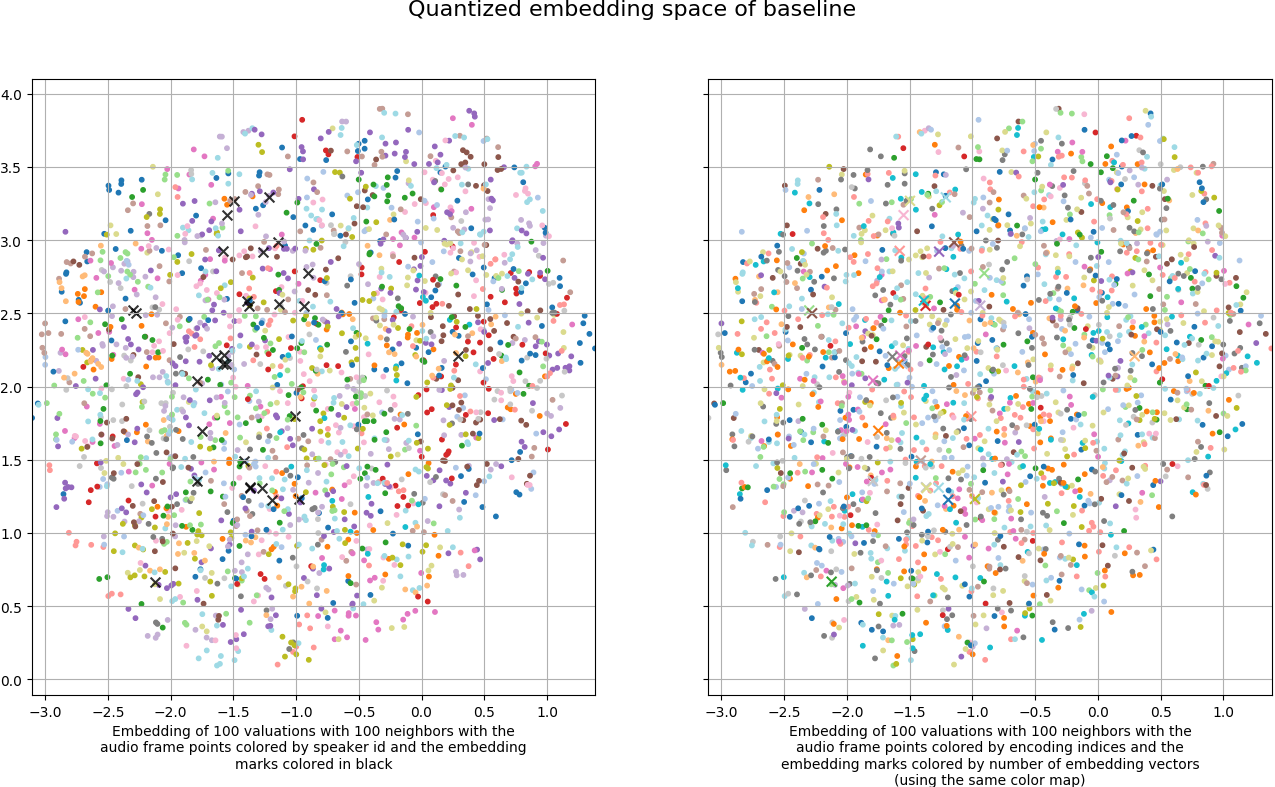 Quantized embedding space of baseline
4.0
3.5
3.0
2.5
2.0
1.5
1.0
0.5
0.0
−3.0 −2.5 −2.0 −1.5 −1.0 −0.5 0.0 0.5 1.0
Embedding of 100 valuations with 100 neighbors with the
audio frame points colored by speaker id and the embedding
marks colored in black
−3.0 −2.5 −2.0 −1.5 −1.0 −0.5 0.0 0.5 1.0
Embedding of 100 valuations with 100 neighbors with the
audio frame points colored by encoding indices and the
embedding marks colored by number of embedding vectors
(using the same color map)